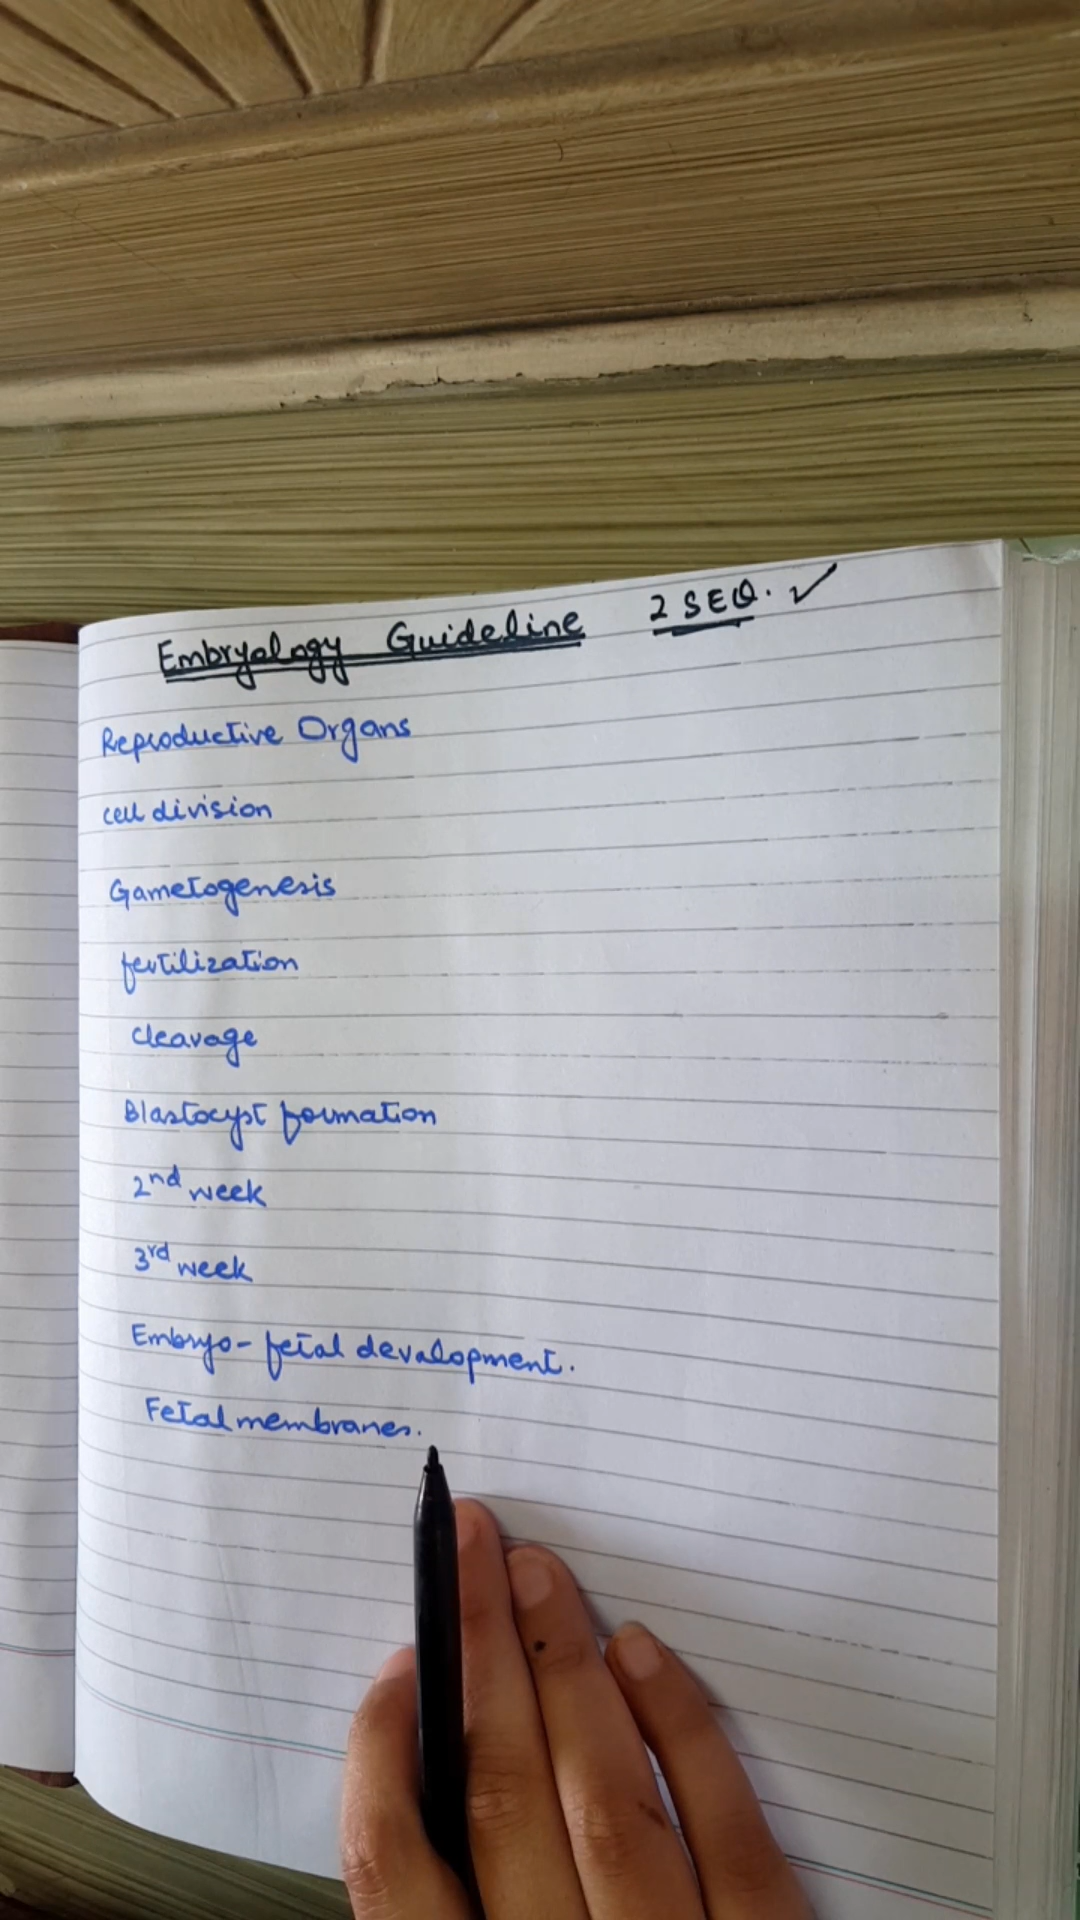 Embryology Guideline 2 SEQ. ✓
Reproductive Organs
cell division
Gametogenesis
fertilization
cleavage
Blastocyst formation
2nd week
3rd week
Embryo-fetal devalopment.
Fetal membranes.